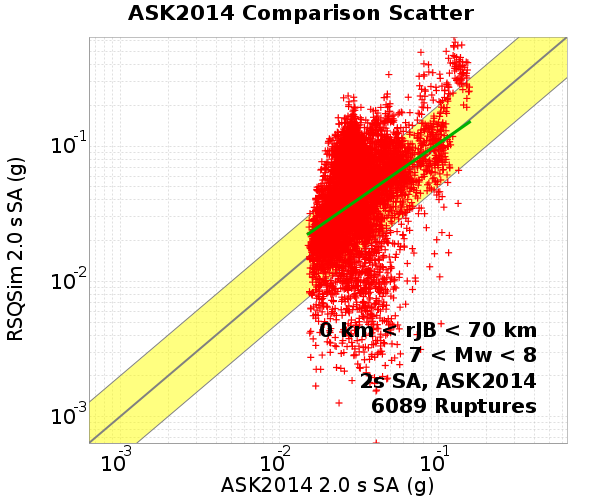 ASK2014 Comparison Scatter
RSQSim 2.0 s SA (g)
10-1
10-2
10-3
0 km < rJB < 70 km
7 < Mw < 8
2s SA, ASK2014
6089 Ruptures
10-3 10-2 10-1
ASK2014 2.0 s SA (g)